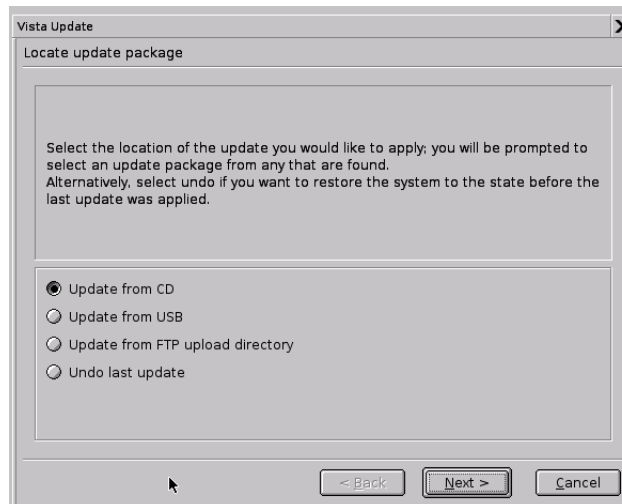 Vista Update
Locate update package
Select the location of the update you would like to apply; you will be prompted to
select an update package from any that are found.
Alternatively, select undo if you want to restore the system to the state before the
last update was applied.
Update from CD
Update from USB
Update from FTP upload directory
Undo last update
< Back
Next >
Cancel